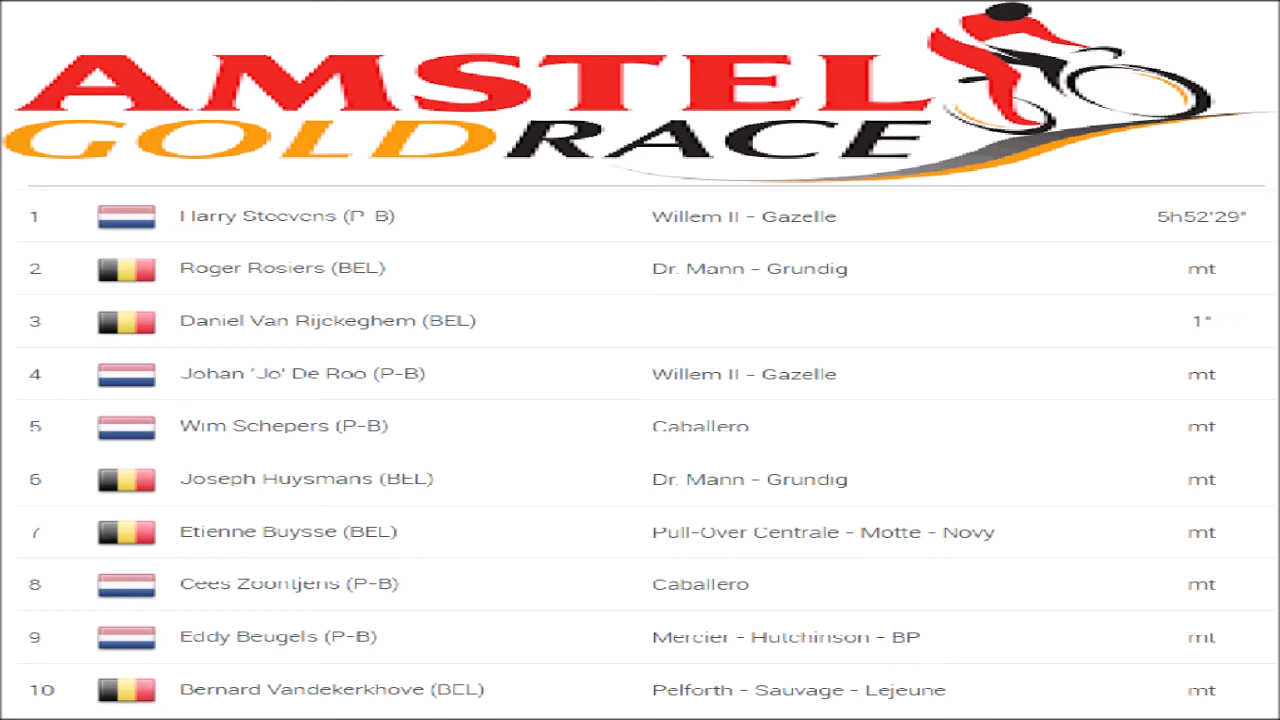 AMSTEL
GOLD RACE
1 Harry Steevens (P-B) Willem II - Gazelle 5h52'29"
2 Roger Rosiers (BEL) Dr. Mann - Grundig mt
3 Daniel Van Rijckeghem (BEL) 1"
4 Johan 'Jo' De Roo (P-B) Willem II - Gazelle mt
5 Wim Schepers (P-B) Caballero mt
6 Joseph Huysmans (BEL) Dr. Mann - Grundig mt
7 Etienne Buysse (BEL) Pull-Over Centrale - Motte - Novy mt
8 Cees Zoontjens (P-B) Caballero mt
9 Eddy Beugels (P-B) Mercier - Hutchinson - BP mt
10 Bernard Vandekerkhove (BEL) Pelforth - Sauvage - Lejeune mt